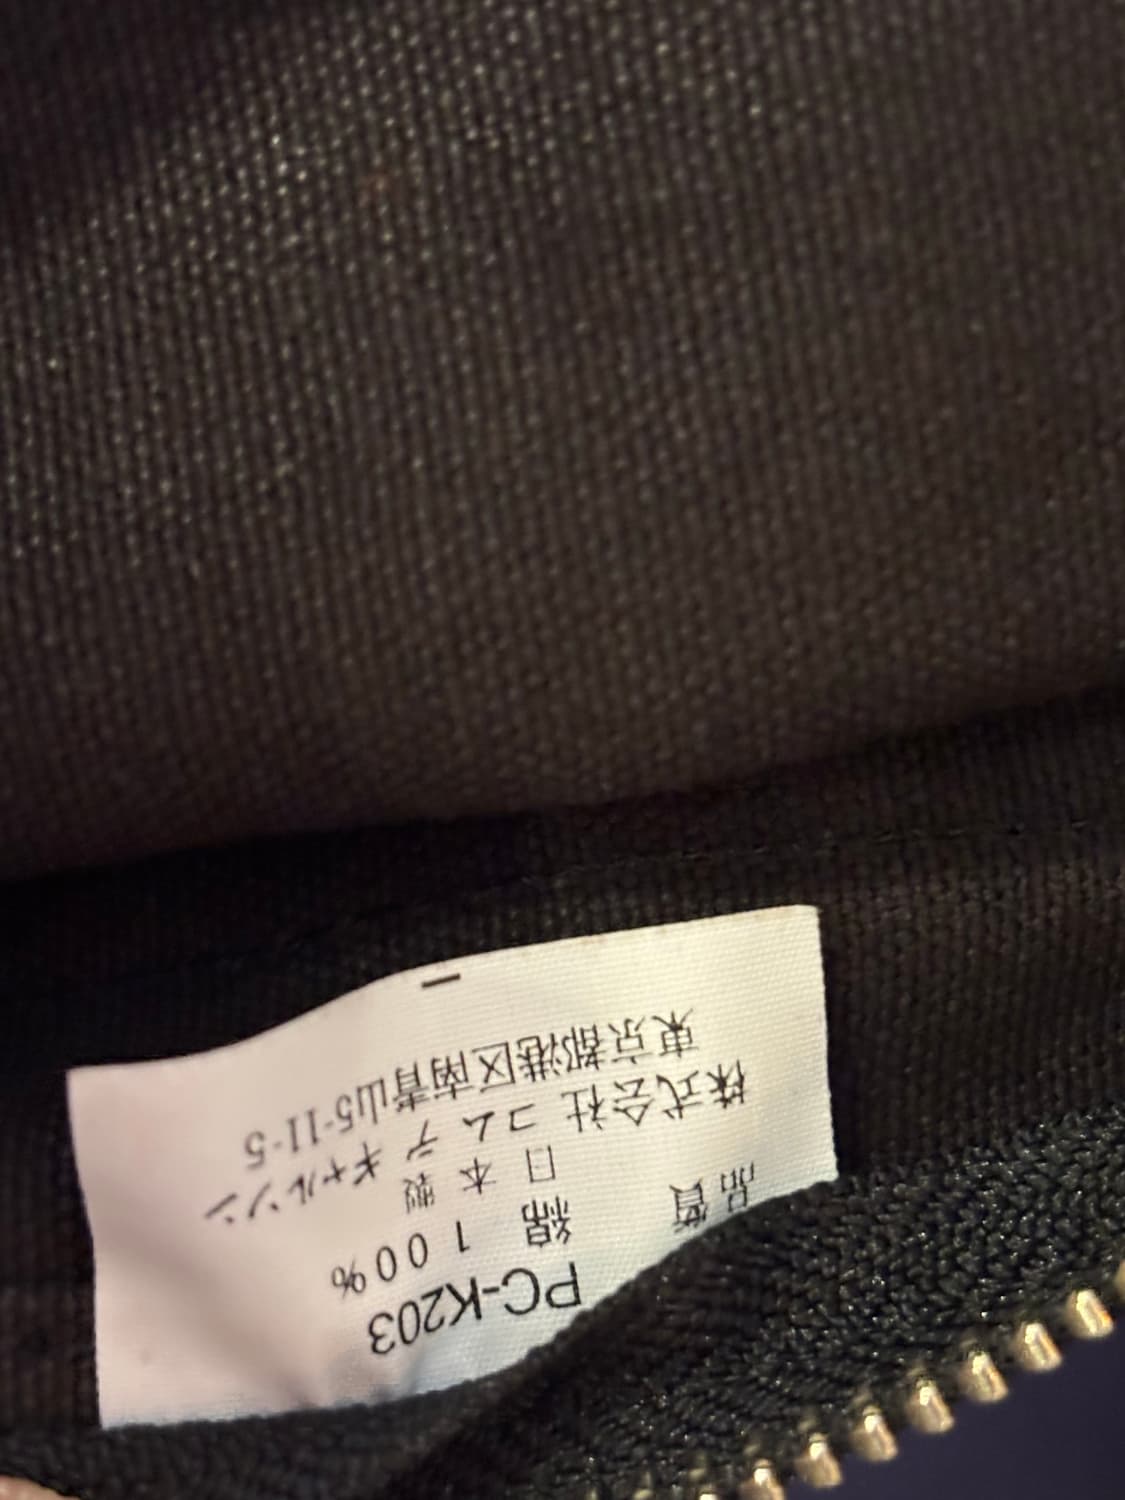 PC-K203
品質 綿 100%
日本製
株式会社 コム デ ギャルソン
東京都港区南青山5-11-5